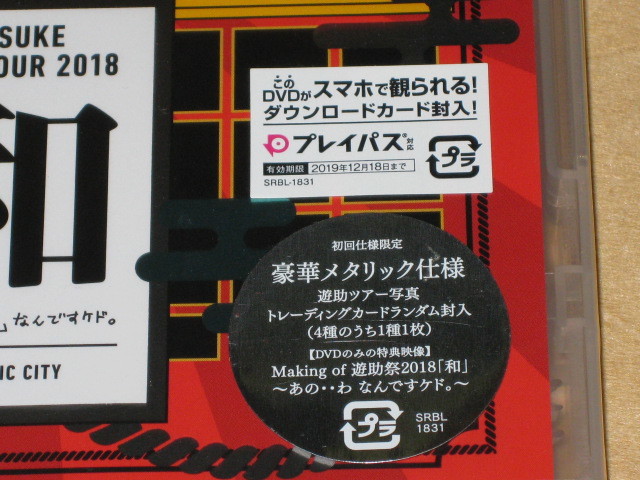 SUKE
OUR 2018
和
なんですケド。
IC CITY
このDVDがスマホで観られる!
ダウンロードカード封入!
プレイパス®対応
プラ
有効期限 2019年12月18日まで
SRBL-1831
初回仕様限定
豪華メタリック仕様
遊助ツアー写真
トレーディングカードランダム封入
(4種のうち1種1枚)
【DVDのみの特典映像】
Making of 遊助祭2018「和」
～あの・・わ なんですケド。～
プラ
SRBL
1831